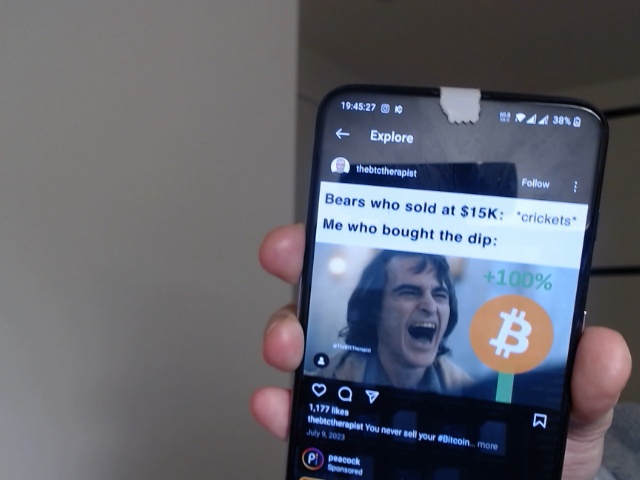 19:45:27
38%
Explore
thebtctherapist
Follow
Bears who sold at $15K: *crickets*
Me who bought the dip:
+100%
@TheBTCTherapist
1,177 likes
thebtctherapist You never sell your #Bitcoin... more
July 9, 2023
peacock
Sponsored